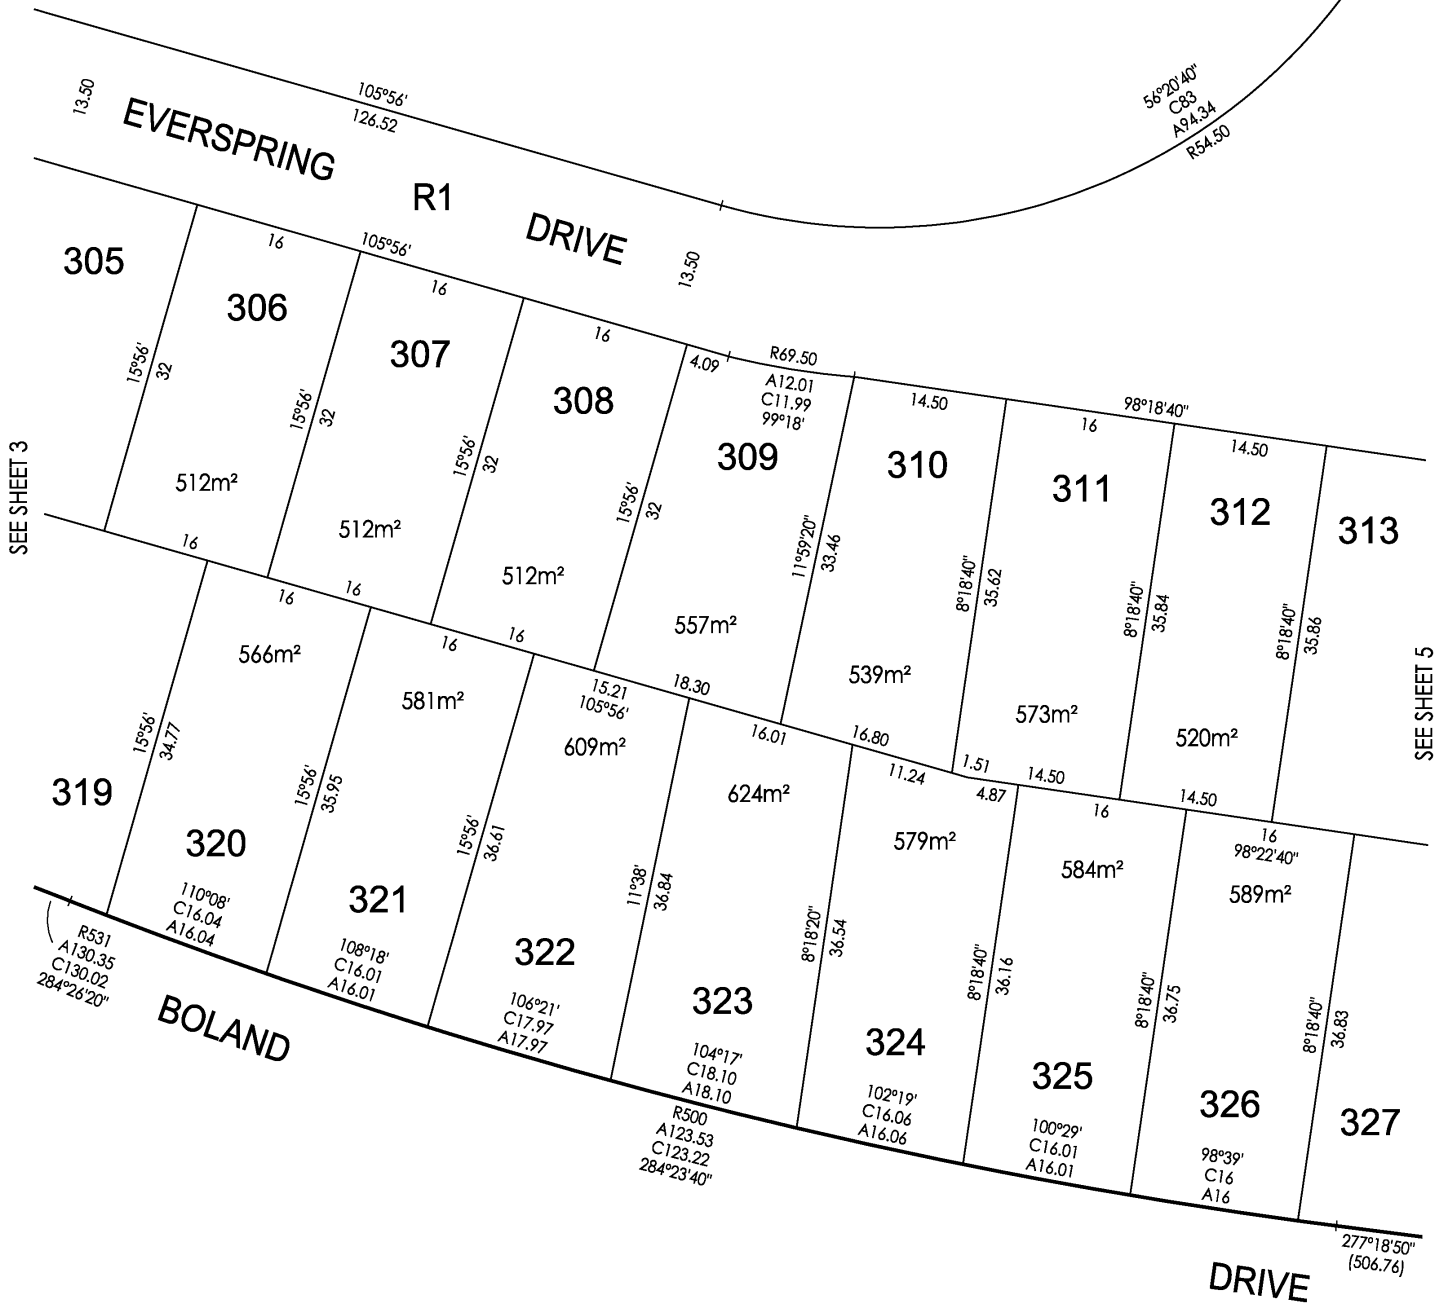 56°20'40"
C83
A94.34
R54.50
105°56'
126.52
13.50
EVERSPRING
R1
DRIVE
13.50
305
16
105°56'
306
15°56'
32
512m²
16
307
15°56'
32
512m²
16
308
15°56'
32
512m²
4.09
R69.50
A12.01
C11.99
99°18'
309
15°56'
32
557m²
14.50
310
11°59'20"
33.46
539m²
98°18'40"
16
311
8°18'40"
35.62
573m²
14.50
312
8°18'40"
35.84
520m²
313
8°18'40"
35.86
SEE SHEET 3
SEE SHEET 5
16
16
16
18.30
16.80
1.51
14.50
14.50
16
566m²
16
581m²
15.21
105°56'
609m²
16.01
624m²
11.24
4.87
579m²
16
584m²
16
98°22'40"
589m²
319
15°56'
34.77
320
110°08'
C16.04
A16.04
15°56'
35.95
321
108°18'
C16.01
A16.01
15°56'
36.61
322
106°21'
C17.97
A17.97
11°38'
36.84
323
104°17'
C18.10
A18.10
8°18'20"
36.54
324
102°19'
C16.06
A16.06
8°18'40"
36.16
325
100°29'
C16.01
A16.01
8°18'40"
36.75
326
98°39'
C16
A16
8°18'40"
36.83
327
R531
A130.35
C130.02
284°26'20"
BOLAND
R500
A123.53
C123.22
284°23'40"
277°18'50"
(506.76)
DRIVE